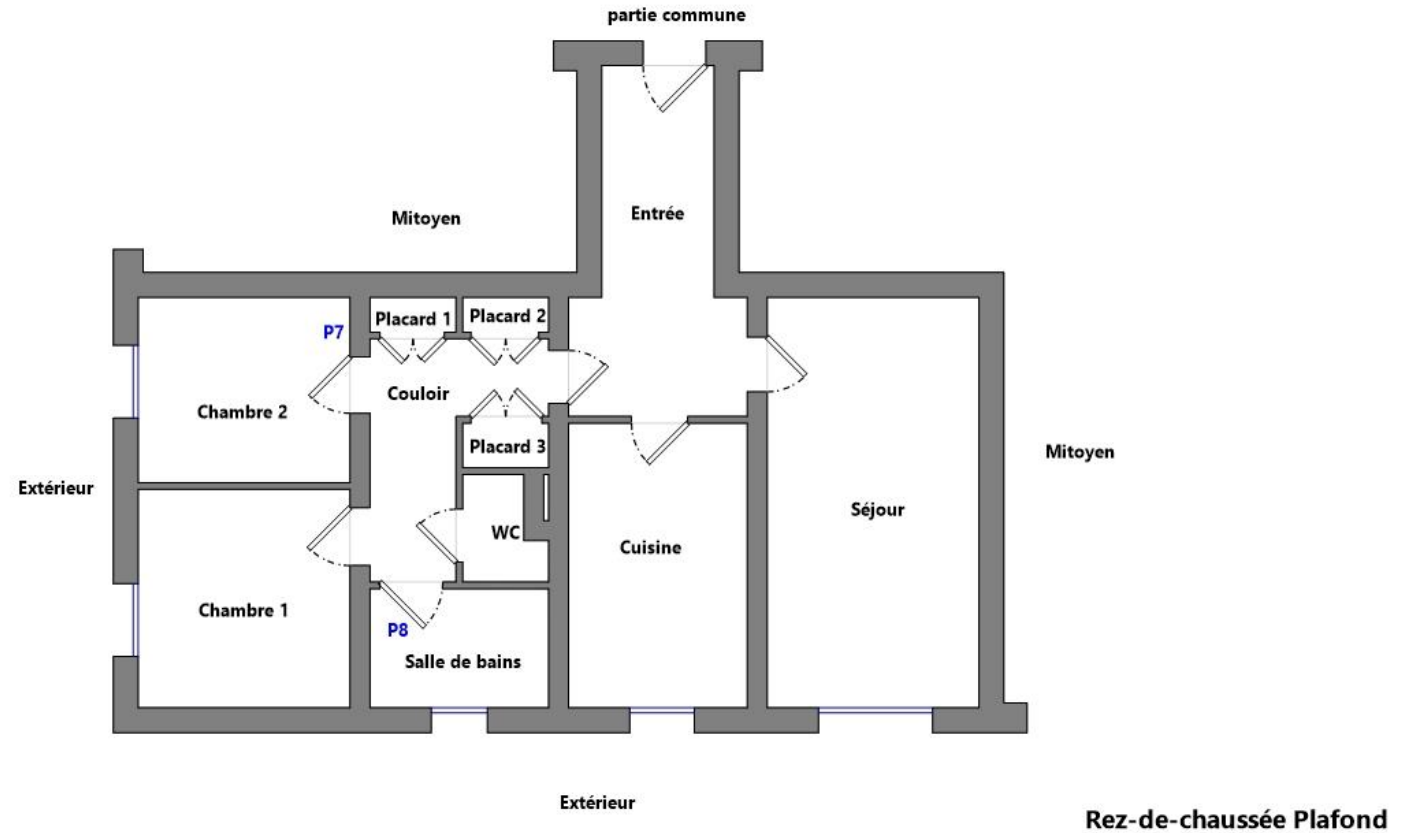 partie commune
Entrée
Mitoyen
Placard 1
Placard 2
P7
Couloir
Chambre 2
Placard 3
Mitoyen
Extérieur
Séjour
WC
Cuisine
Chambre 1
P8
Salle de bains
Extérieur
Rez-de-chaussée Plafond